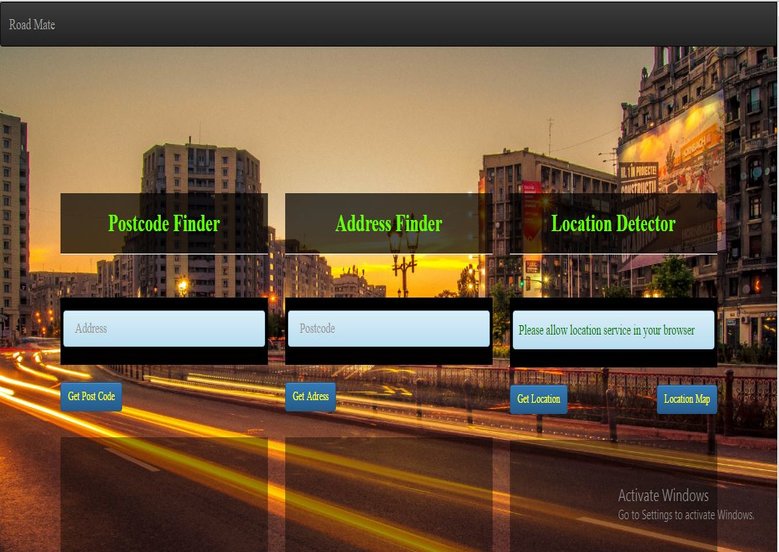 Road Mate
Postcode Finder
Address Finder
Location Detector
Address
Postcode
Please allow location service in your browser
Get Post Code
Get Adress
Get Location
Location Map
Activate Windows
Go to Settings to activate Windows.